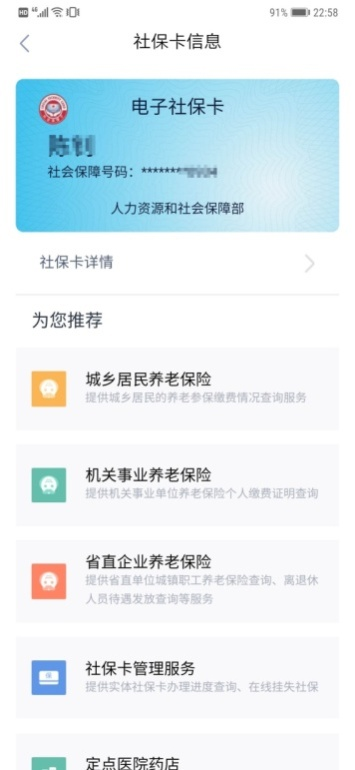 HD 4G 91% 22:58
社保卡信息
电子社保卡
社会保障号码：********
人力资源和社会保障部
社保卡详情
为您推荐
城乡居民养老保险
提供城乡居民的养老参保缴费情况查询服务
机关事业养老保险
提供机关事业单位养老保险个人缴费证明查询
省直企业养老保险
提供省直单位城镇职工养老保险查询、离退休
人员待遇发放查询等服务
社保卡管理服务
提供实体社保卡办理进度查询、在线挂失社保
定点医院药店